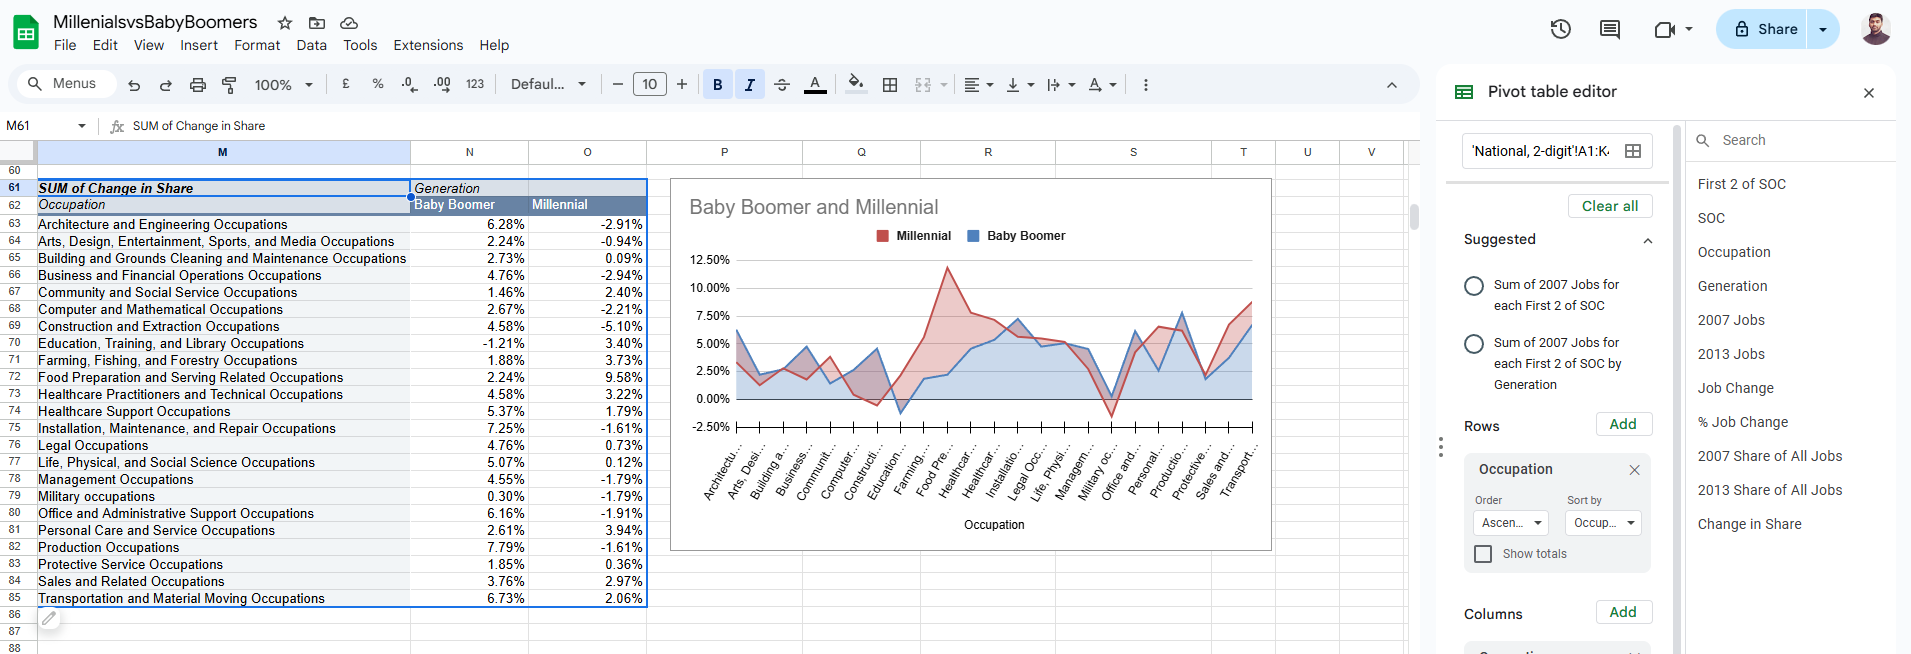 MillenialsvsBabyBoomers
File Edit View Insert Format Data Tools Extensions Help
Share
Menus 100% £ % .0 .00 123 Defaul... 10 B I A
M61 fx SUM of Change in Share
M N O P Q R S T U V
60
61 SUM of Change in Share Generation
62 Occupation Baby Boomer Millennial
63 Architecture and Engineering Occupations 6.28% -2.91%
64 Arts, Design, Entertainment, Sports, and Media Occupations 2.24% -0.94%
65 Building and Grounds Cleaning and Maintenance Occupations 2.73% 0.09%
66 Business and Financial Operations Occupations 4.76% -2.94%
67 Community and Social Service Occupations 1.46% 2.40%
68 Computer and Mathematical Occupations 2.67% -2.21%
69 Construction and Extraction Occupations 4.58% -5.10%
70 Education, Training, and Library Occupations -1.21% 3.40%
71 Farming, Fishing, and Forestry Occupations 1.88% 3.73%
72 Food Preparation and Serving Related Occupations 2.24% 9.58%
73 Healthcare Practitioners and Technical Occupations 4.58% 3.22%
74 Healthcare Support Occupations 5.37% 1.79%
75 Installation, Maintenance, and Repair Occupations 7.25% -1.61%
76 Legal Occupations 4.76% 0.73%
77 Life, Physical, and Social Science Occupations 5.07% 0.12%
78 Management Occupations 4.55% -1.79%
79 Military occupations 0.30% -1.79%
80 Office and Administrative Support Occupations 6.16% -1.91%
81 Personal Care and Service Occupations 2.61% 3.94%
82 Production Occupations 7.79% -1.61%
83 Protective Service Occupations 1.85% 0.36%
84 Sales and Related Occupations 3.76% 2.97%
85 Transportation and Material Moving Occupations 6.73% 2.06%
86
87
88
Baby Boomer and Millennial
Millennial Baby Boomer
12.50%
10.00%
7.50%
5.00%
2.50%
0.00%
-2.50%
Architectu...
Arts, Desi...
Building a...
Business...
Communit...
Computer...
Constructi...
Education...
Farming,...
Food Pre...
Healthcar...
Healthcar...
Installatio...
Legal Occ...
Life, Physi...
Managem...
Military oc...
Office and...
Personal...
Productio...
Protective...
Sales and...
Transport...
Occupation
Pivot table editor
'National, 2-digit'!A1:K4
Clear all
Suggested
Sum of 2007 Jobs for
each First 2 of SOC
Sum of 2007 Jobs for
each First 2 of SOC by
Generation
Rows Add
Occupation
Order Sort by
Ascen... Occup...
Show totals
Columns Add
Search
First 2 of SOC
SOC
Occupation
Generation
2007 Jobs
2013 Jobs
Job Change
% Job Change
2007 Share of All Jobs
2013 Share of All Jobs
Change in Share